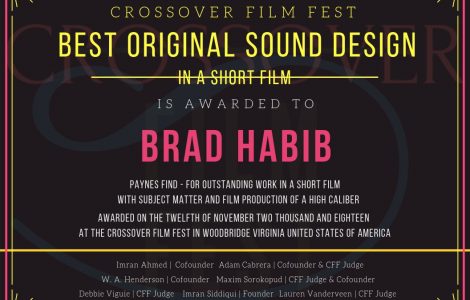 CROSSOVER FILM FEST
BEST ORIGINAL SOUND DESIGN
IN A SHORT FILM
IS AWARDED TO
BRAD HABIB
PAYNES FIND - FOR OUTSTANDING WORK IN A SHORT FILM
WITH SUBJECT MATTER AND FILM PRODUCTION OF A HIGH CALIBER
AWARDED ON THE TWELFTH OF NOVEMBER TWO THOUSAND AND EIGHTEEN
AT THE CROSSOVER FILM FEST IN WOODBRIDGE VIRGINIA UNITED STATES OF AMERICA
Imran Ahmed | Cofounder Adam Cabrera | Cofounder & CFF Judge
W. A. Henderson | Cofounder Maxim Sorokopud | CFF Judge & Cofounder
Debbie Viguie | CFF Judge Imran Siddiqui | Founder Lauren Vanderveen | CFF Judge
CROSSOVER
FILM